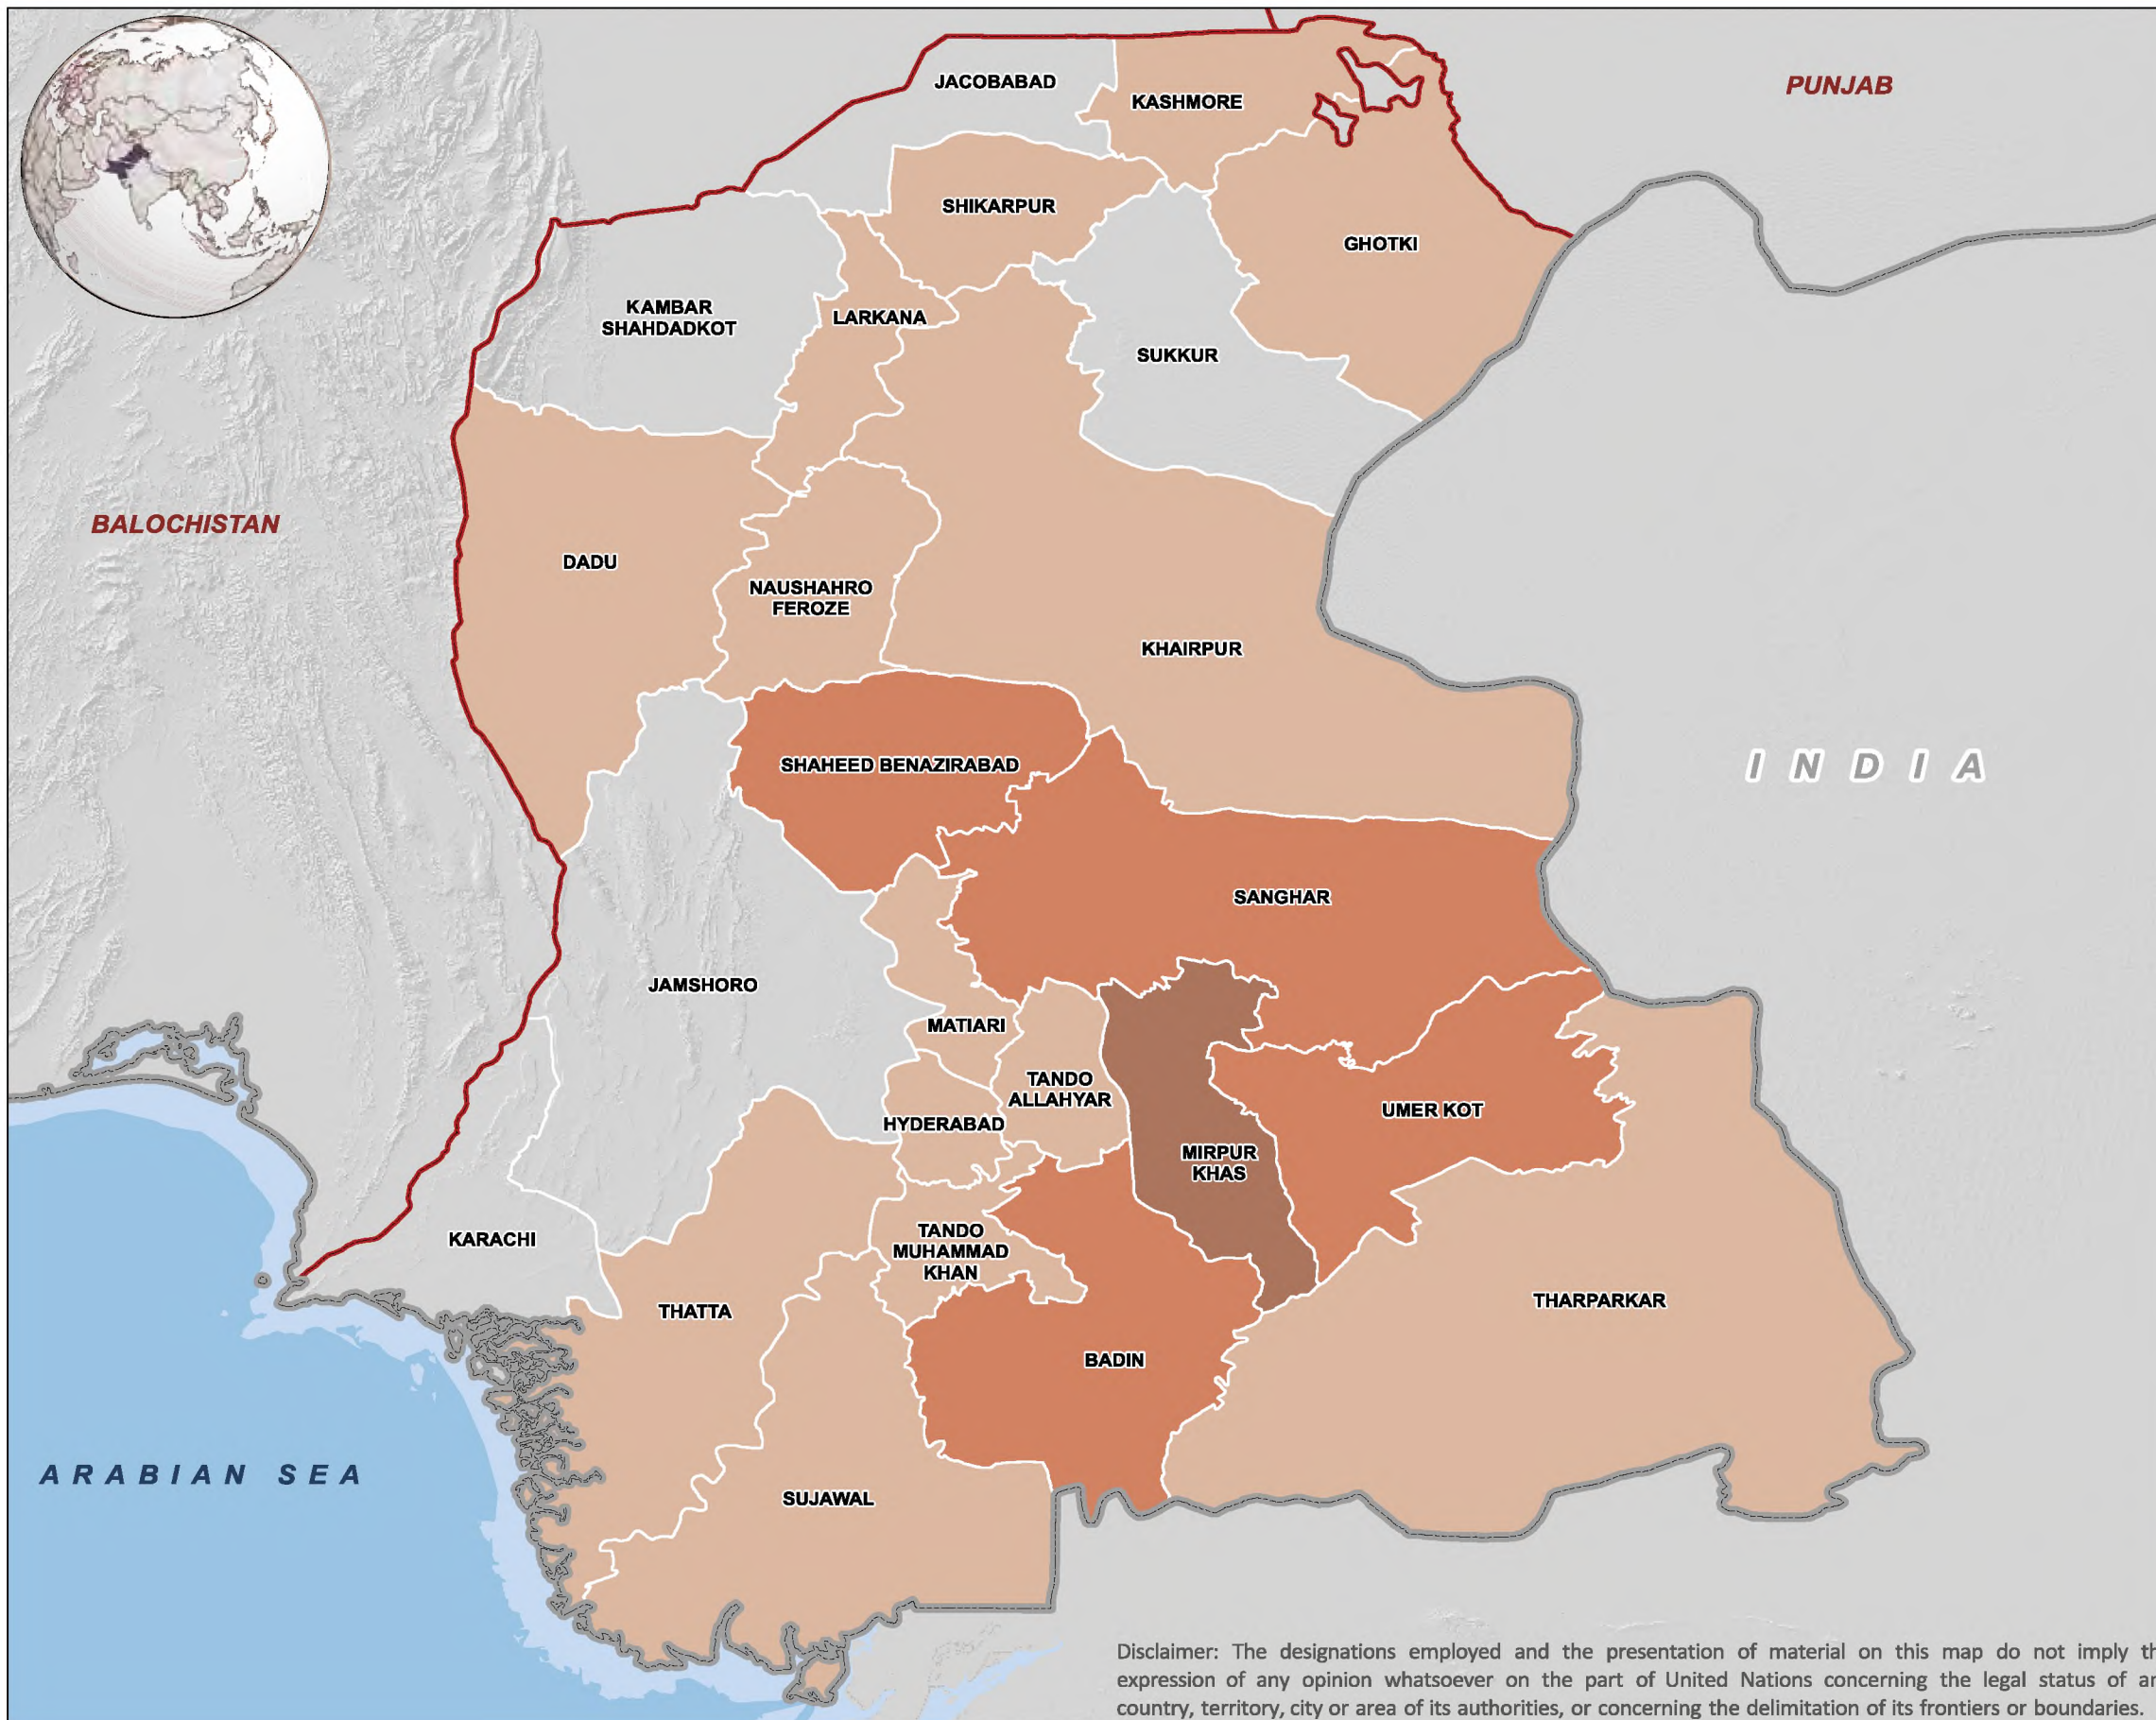 JACOBABAD
PUNJAB
KASHMORE
SHIKARPUR
GHOTKI
KAMBAR
SHAHDADKOT
LARKANA
SUKKUR
BALOCHISTAN
DADU
NAUSHAHRO
FEROZE
KHAIRPUR
SHAHEED BENAZIRABAD
INDIA
SANGHAR
JAMSHORO
MATIARI
TANDO
ALLAHYAR
UMER KOT
HYDERABAD
MIRPUR
KHAS
KARACHI
TANDO
MUHAMMAD
KHAN
THATTA
THARPARKAR
BADIN
ARABIAN SEA
SUJAWAL
Disclaimer: The designations employed and the presentation of material on this map do not imply th
expression of any opinion whatsoever on the part of United Nations concerning the legal status of an
country, territory, city or area of its authorities, or concerning the delimitation of its frontiers or boundaries.